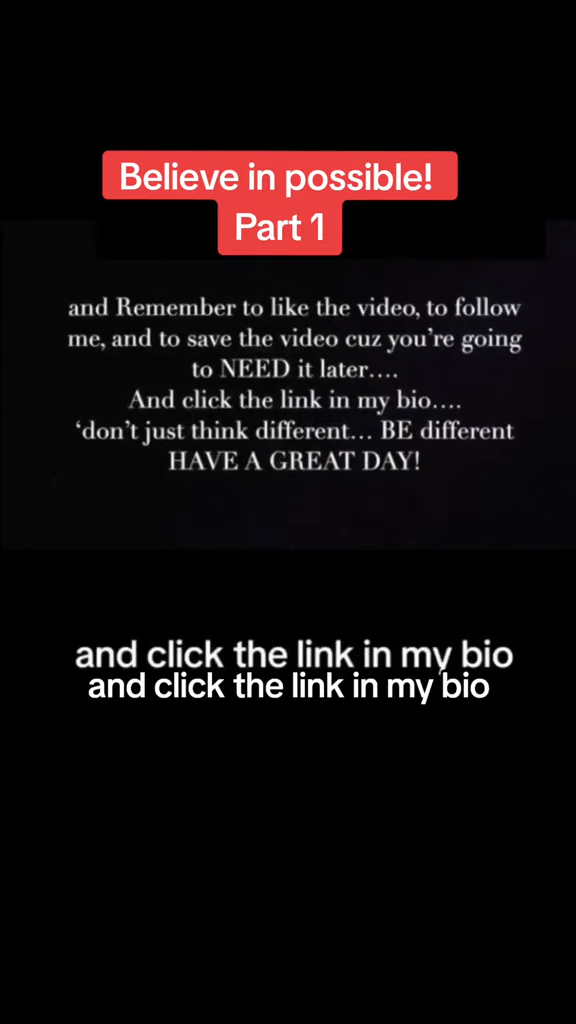 Believe in possible!
Part 1
and Remember to like the video, to follow
me, and to save the video cuz you’re going
to NEED it later….
And click the link in my bio….
‘don’t just think different… BE different
HAVE A GREAT DAY!
and click the link in my bio
and click the link in my bio